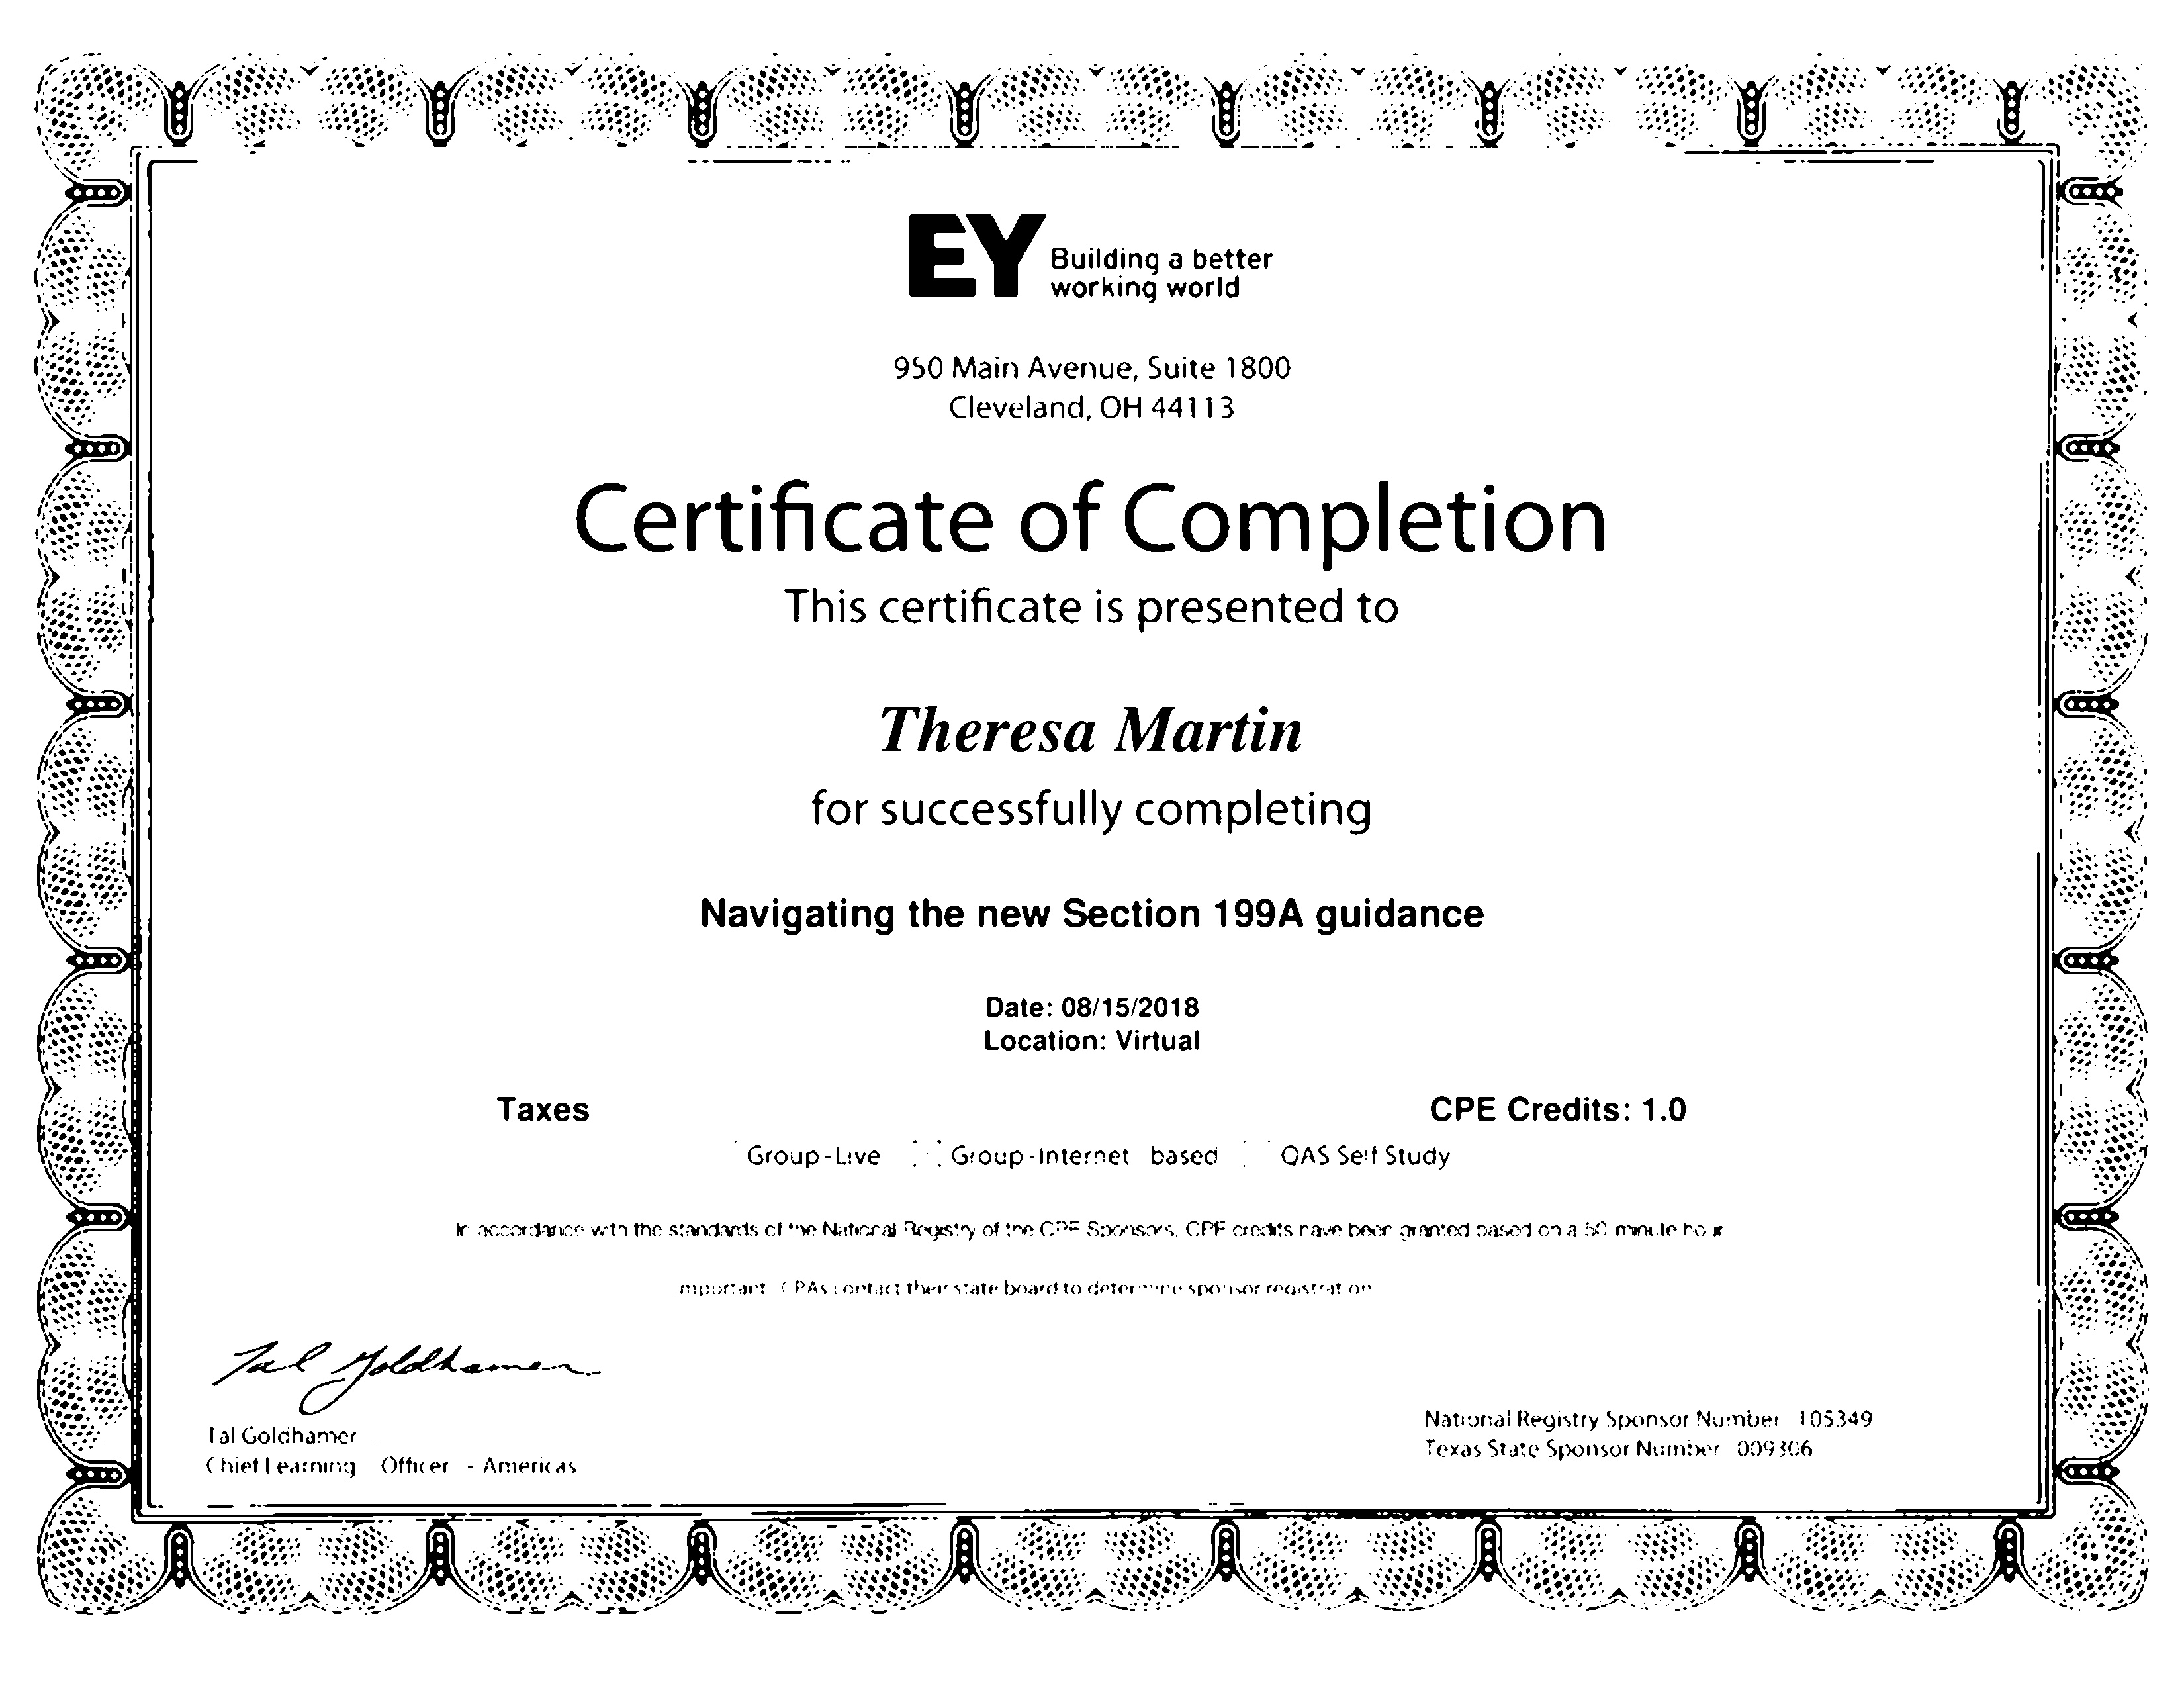 EY Building a better
working world
950 Main Avenue, Suite 1800
Cleveland, OH 44113
Certificate of Completion
This certificate is presented to
Theresa Martin
for successfully completing
Navigating the new Section 199A guidance
Date: 08/15/2018
Location: Virtual
Taxes CPE Credits: 1.0
Group-Live Group-Internet based QAS Self Study
In accordance with the standards of the National Registry of the CPE Sponsors, CPE credits have been granted based on a 50 minute hour
Important CPAs contact their state board to determine sponsor registration
Tal Goldhamer
Tal Goldhamer
Chief Learning Officer - Americas
National Registry Sponsor Number 105349
Texas State Sponsor Number 009306